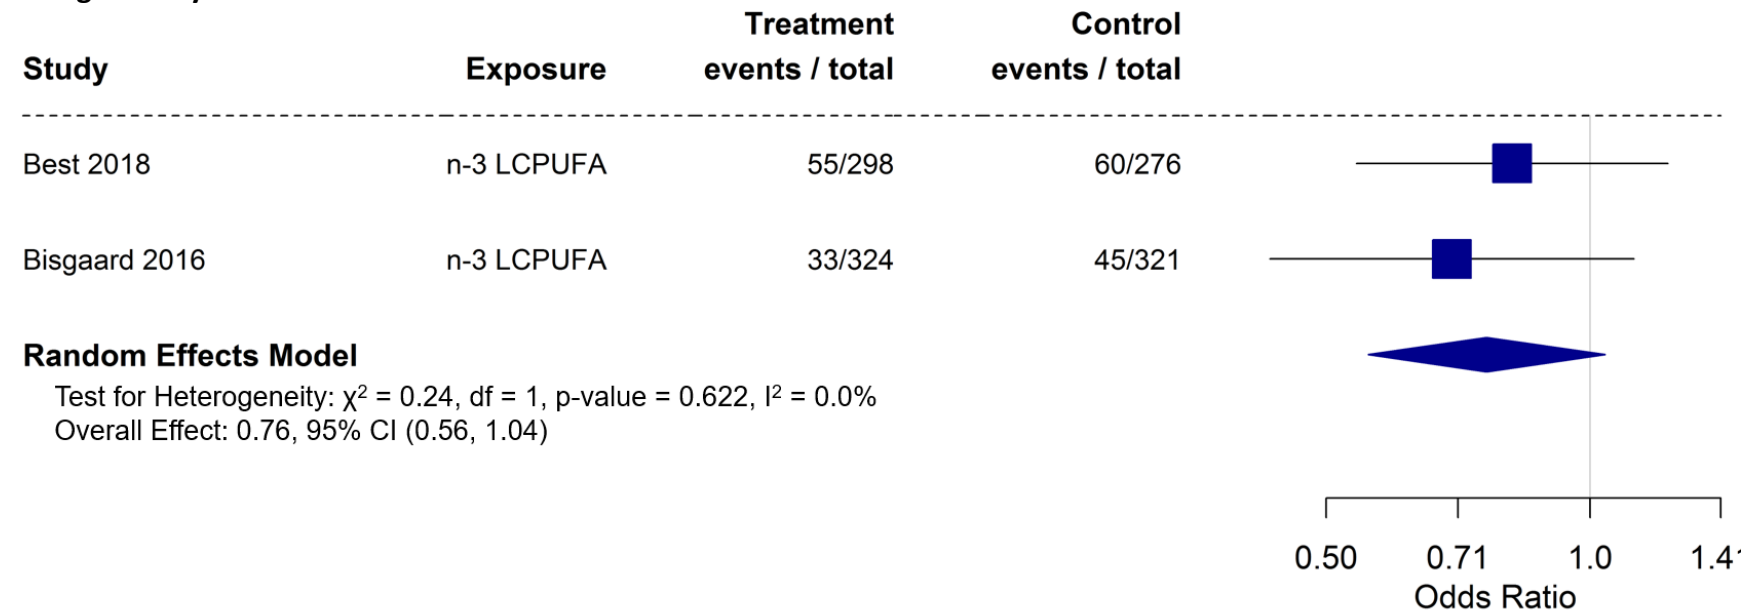 Treatment Control
Study Exposure events / total events / total
Best 2018 n-3 LCPUFA 55/298 60/276
Bisgaard 2016 n-3 LCPUFA 33/324 45/321
Random Effects Model
Test for Heterogeneity: χ² = 0.24, df = 1, p-value = 0.622, I² = 0.0%
Overall Effect: 0.76, 95% CI (0.56, 1.04)
0.50 0.71 1.0 1.41
Odds Ratio